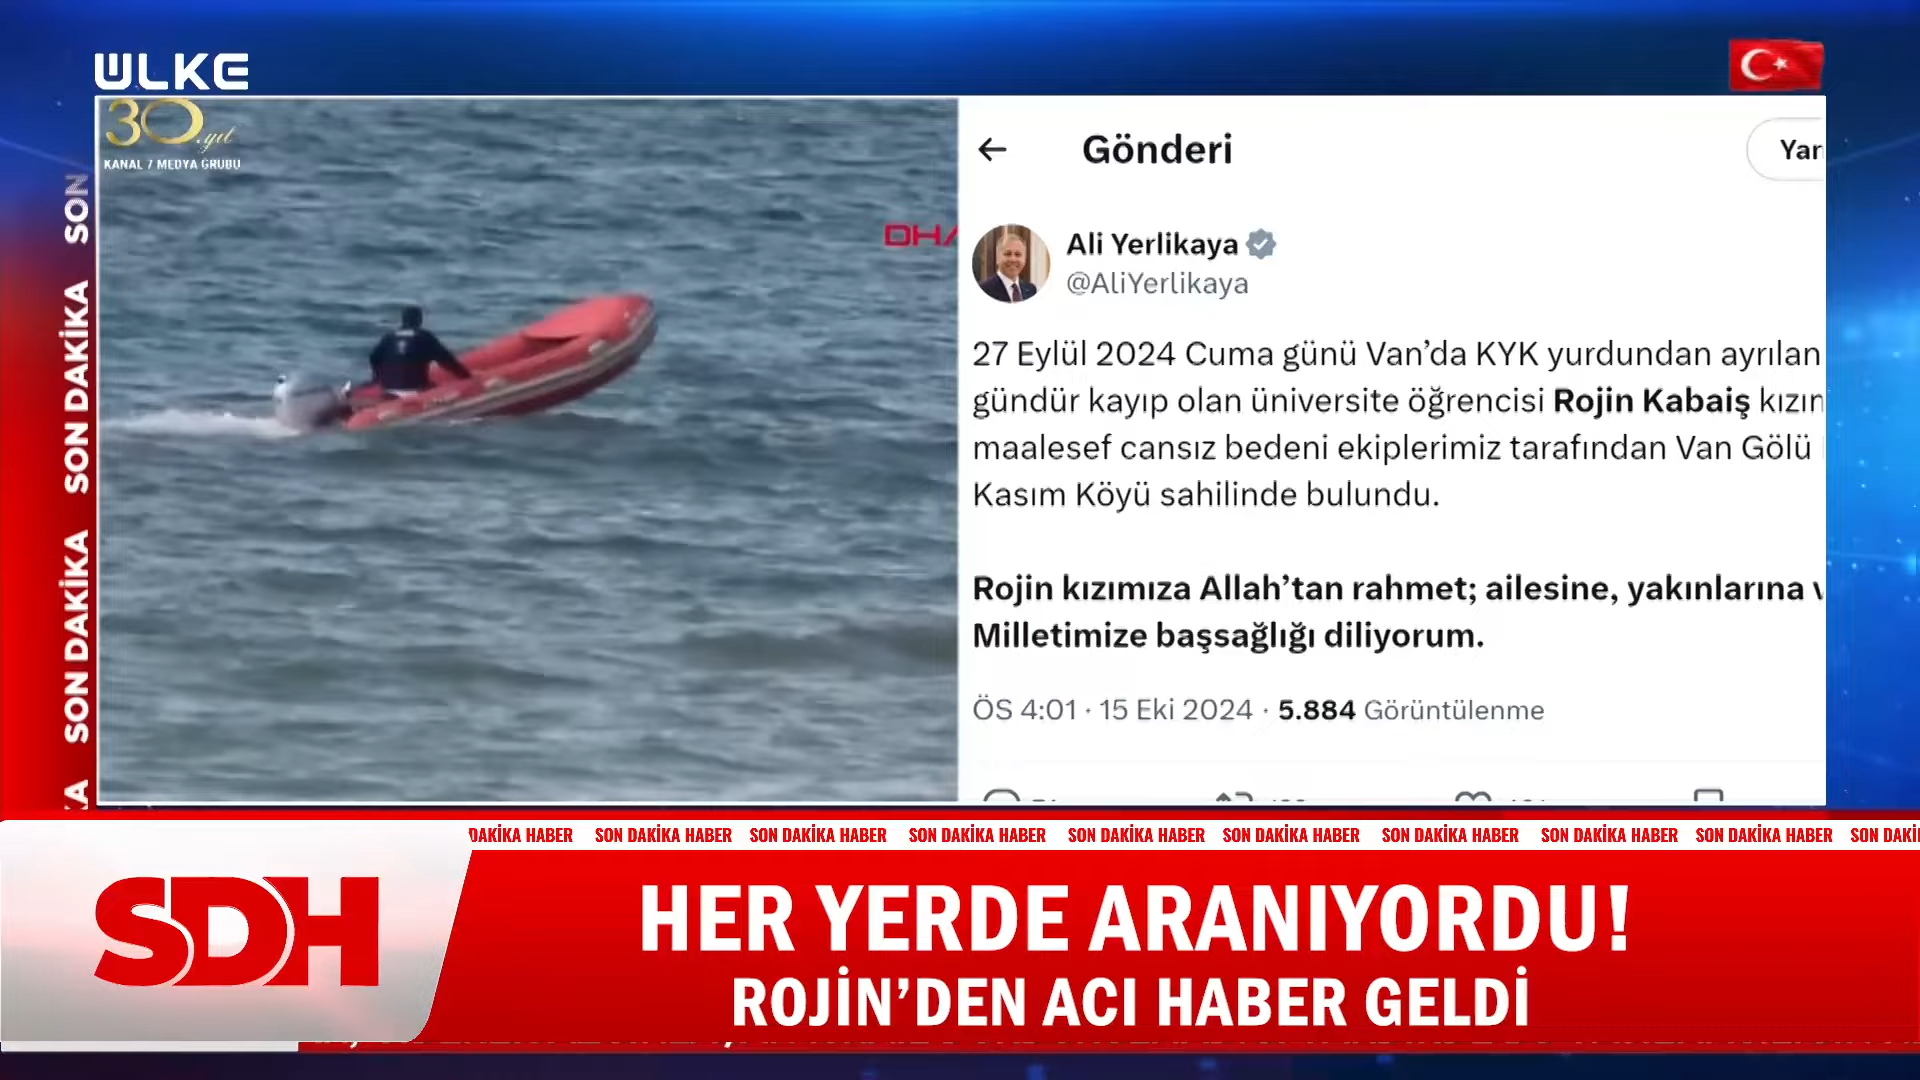 ÜLKE
30.yıl
KANAL 7 MEDYA GRUBU
SON DAKİKA
SON DAKİKA
SON
DHA
Gönderi
Ali Yerlikaya
@AliYerlikaya
27 Eylül 2024 Cuma günü Van’da KYK yurdundan ayrılan
gündür kayıp olan üniversite öğrencisi Rojin Kabaiş
maalesef cansız bedeni ekiplerimiz tarafından Van Gölü
Kasım Köyü sahilinde bulundu.
Rojin kızımıza Allah’tan rahmet; ailesine, yakınlarına
Milletimize başsağlığı diliyorum.
ÖS 4:01 · 15 Eki 2024 · 5.884 Görüntülenme
DAKİKA HABER SON DAKİKA HABER SON DAKİKA HABER SON DAKİKA HABER SON DAKİKA HABER SON DAKİKA HABER SON DAKİKA HABER SON DAKİKA HABER SON DAKİKA HABER SON
SDH
HER YERDE ARANIYORDU!
ROJİN’DEN ACI HABER GELDİ